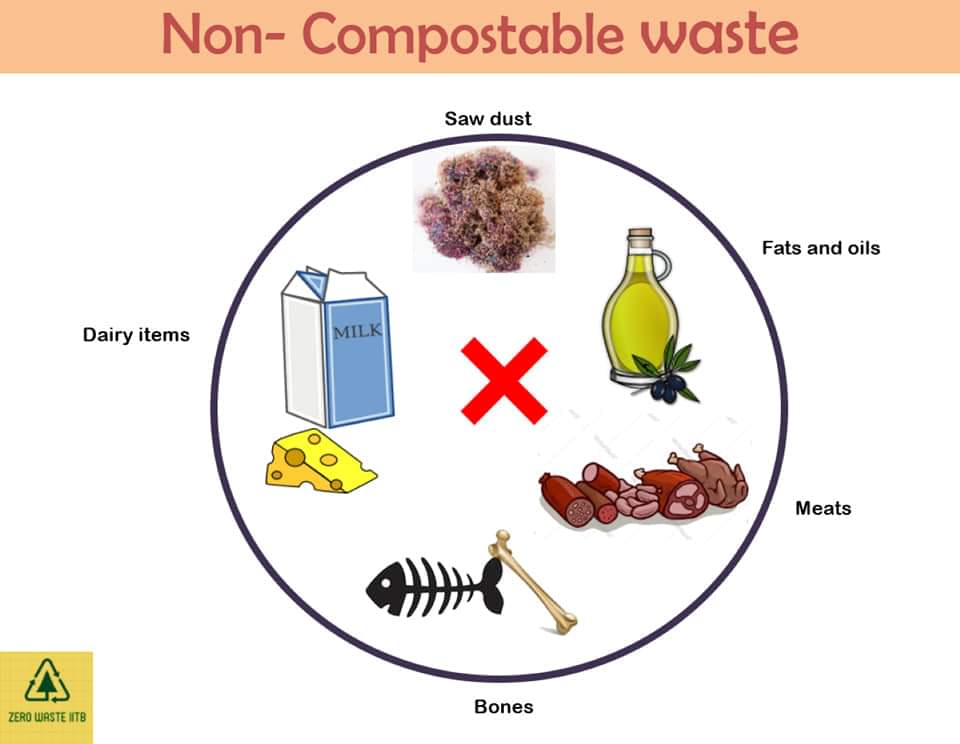 Non- Compostable waste
Saw dust
Fats and oils
Dairy items
MILK
Meats
Bones
ZERO WASTE IITB